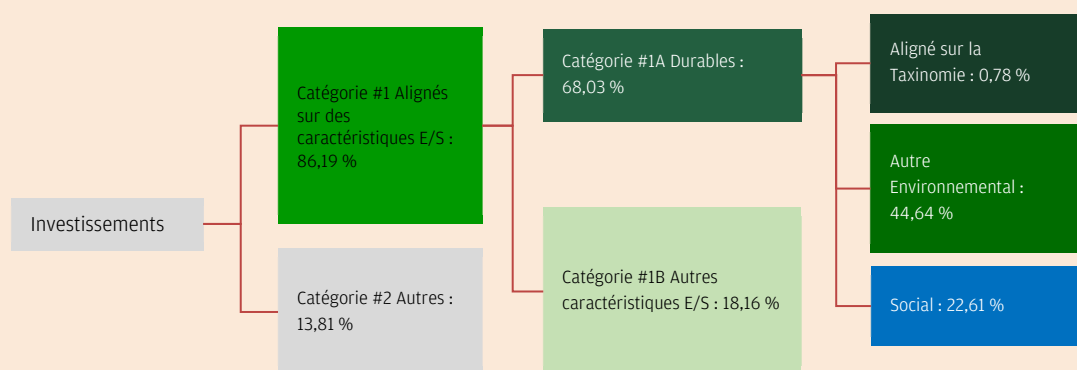 Investissements
Catégorie #1 Alignés
sur des
caractéristiques E/S :
86,19 %
Catégorie #2 Autres :
13,81 %
Catégorie #1A Durables :
68,03 %
Catégorie #1B Autres
caractéristiques E/S : 18,16 %
Aligné sur la
Taxinomie : 0,78 %
Autre
Environnemental :
44,64 %
Social : 22,61 %